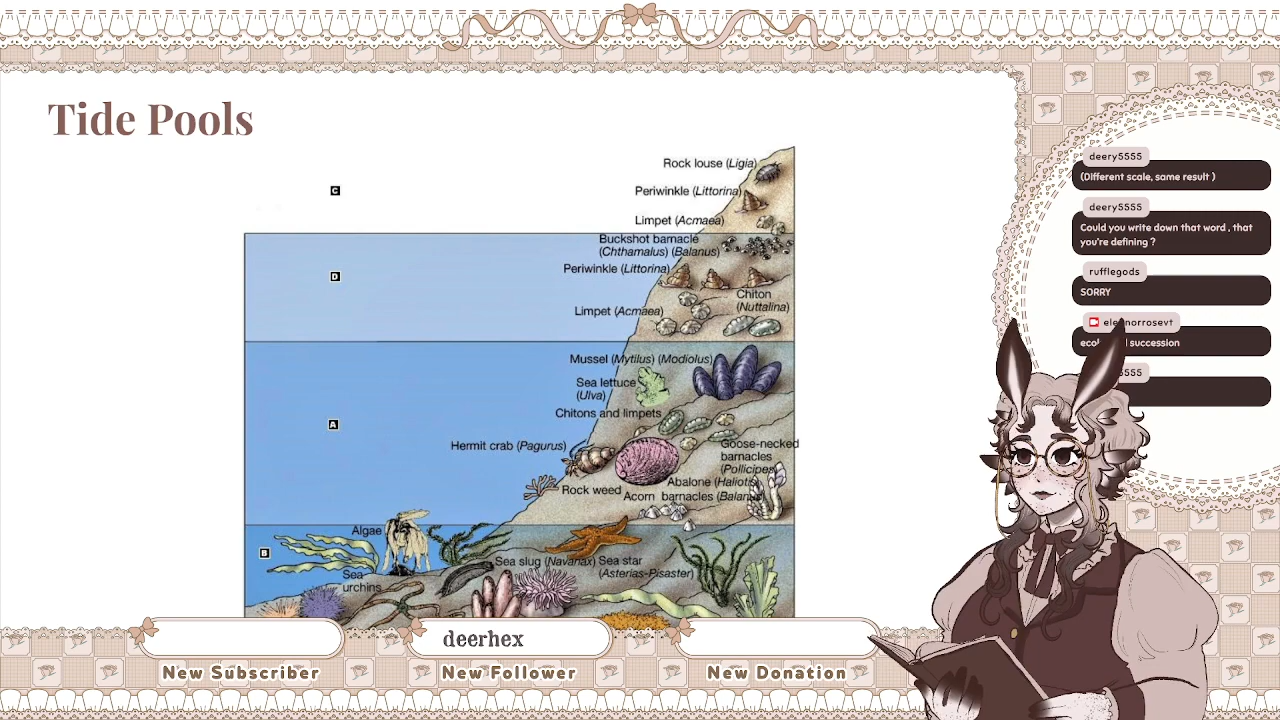 Tide Pools
C
Rock louse (Ligia)
Periwinkle (Littorina)
Limpet (Acmaea)
Buckshot barnacle
(Chthamalus) (Balanus)
D
Periwinkle (Littorina)
Chiton
(Nuttalina)
Limpet (Acmaea)
Mussel (Mytilus) (Modiolus)
Sea lettuce
(Ulva)
Chitons and limpets
A
Hermit crab (Pagurus)
Goose-necked
barnacles
(Pollicipes)
Abalone (Haliotis)
Rock weed
Acorn barnacles (Balanus)
Algae
B
Sea slug (Navanax)
Sea star
(Asterias-Pisaster)
Sea
urchins
deery5555
(Different scale, same result )
deery5555
Could you write down that word , that
you're defining ?
rufflegods
SORRY
succession
5555
deerhex
New Subscriber
New Follower
New Donation